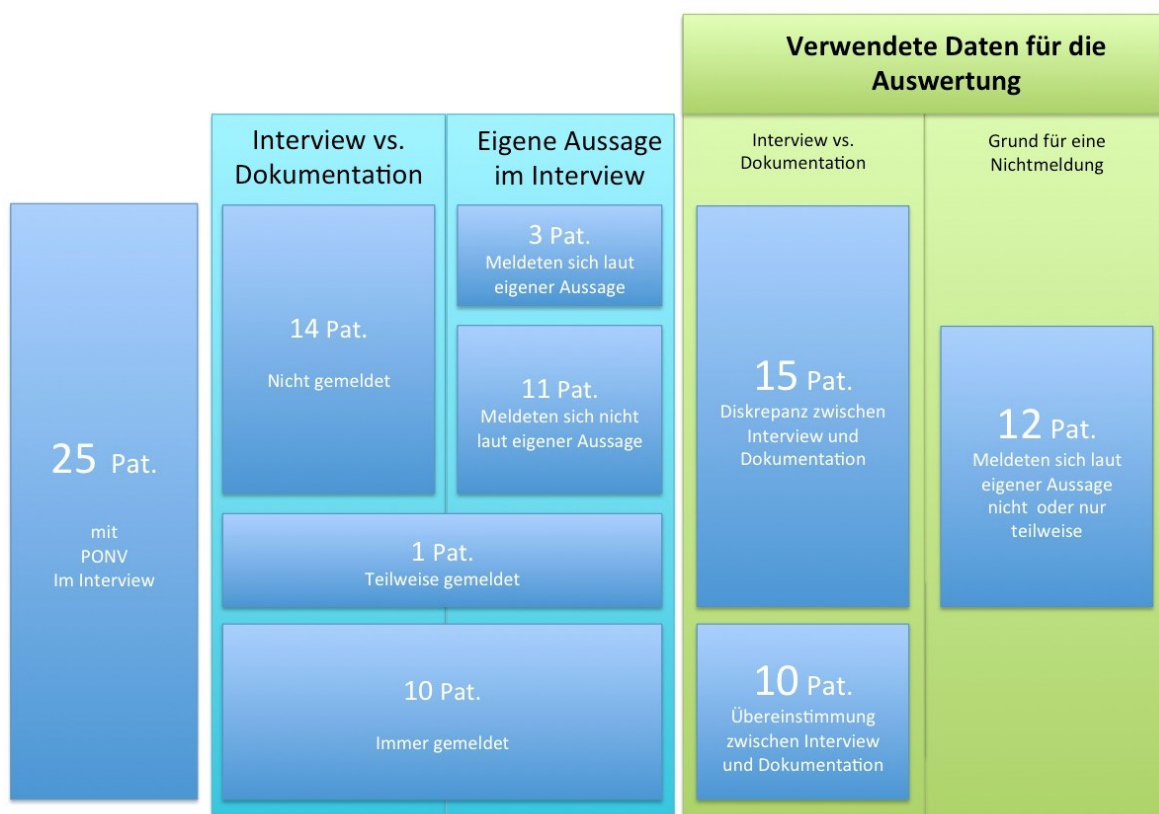 Verwendete Daten für die
Auswertung
Interview vs.
Dokumentation
Eigene Aussage
im Interview
Interview vs.
Dokumentation
Grund für eine
Nichtmeldung
25 Pat.
mit
PONV
Im Interview
14 Pat.
Nicht gemeldet
3 Pat.
Meldeten sich laut
eigener Aussage
11 Pat.
Meldeten sich nicht
laut eigener Aussage
1 Pat.
Teilweise gemeldet
10 Pat.
Immer gemeldet
15 Pat.
Diskrepanz zwischen
Interview und
Dokumentation
10 Pat.
Übereinstimmung
zwischen Interview
und Dokumentation
12 Pat.
Meldeten sich laut
eigener Aussage
nicht oder nur
teilweise